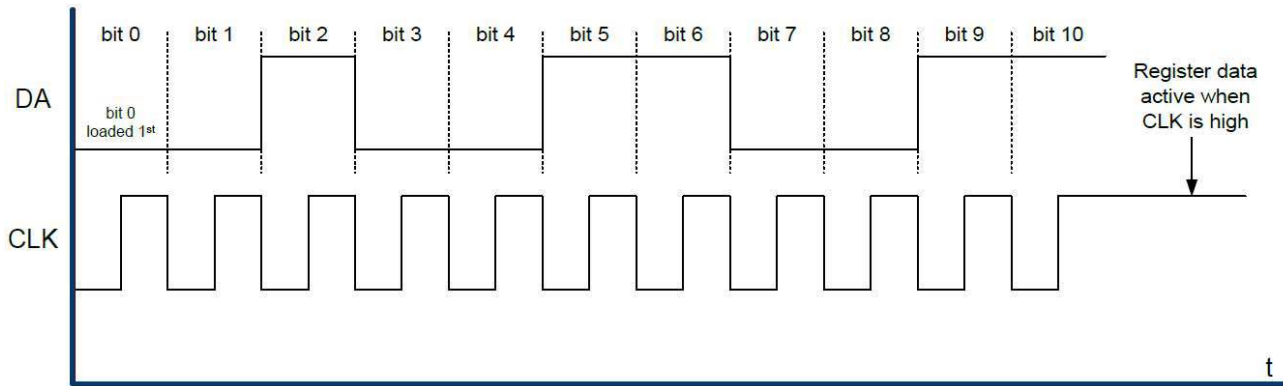 bit 0 bit 1 bit 2 bit 3 bit 4 bit 5 bit 6 bit 7 bit 8 bit 9 bit 10
DA
bit 0
loaded 1st
Register data
active when
CLK is high
CLK
t